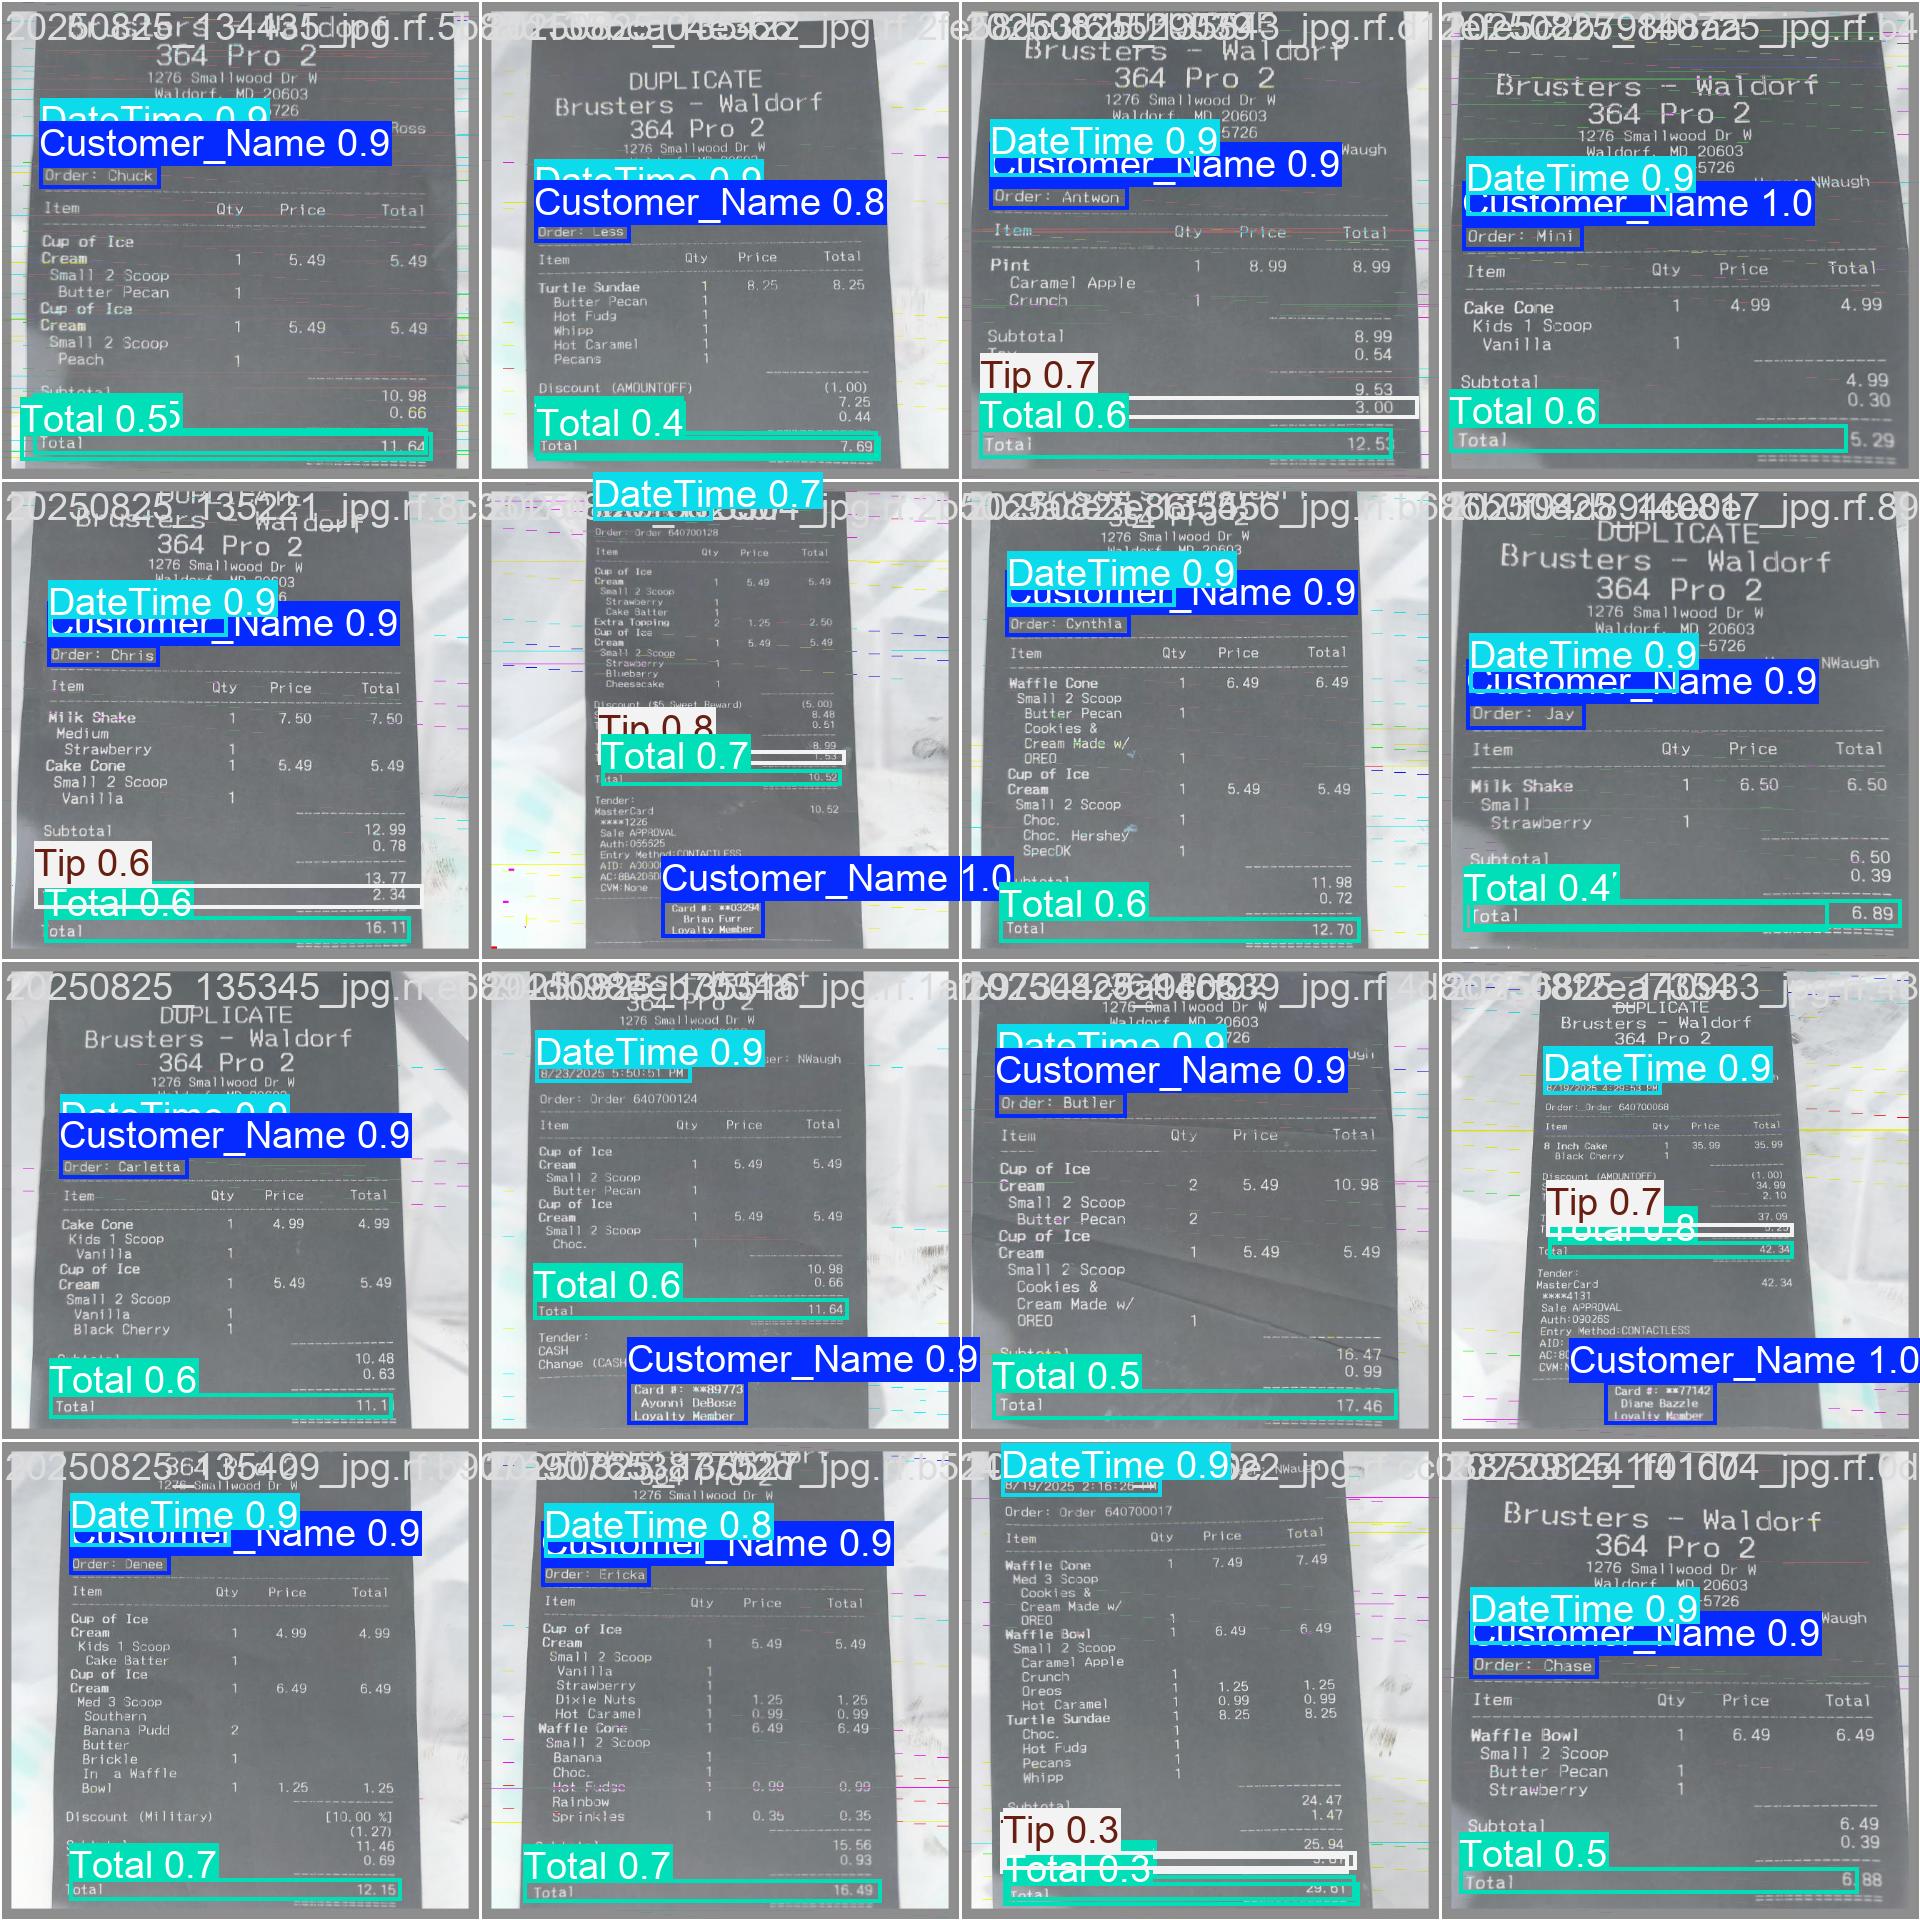 20250825_134435_jpg.rf.5b8
364 Pro 2
1276 Smallwood Dr W
Waldorf, MD 20603
DateTime 0.9
5726
Customer_Name 0.9
Ross
Order: Chuck
Item Qty Price Total
Cup of Ice
Cream 1 5.49 5.49
Small 2 Scoop
Butter Pecan 1
Cup of Ice
Cream 1 5.49 5.49
Small 2 Scoop
Peach 1
Subtotal 10.98
0.66
Total 0.5
Total 11.64
DUPLICATE
Brusters - Waldorf
364 Pro 2
1276 Smallwood Dr W
DateTime 0.9
Customer_Name 0.8
Order: Less
Item Qty Price Total
Turtle Sundae 1 8.25 8.25
Butter Pecan 1
Hot Fudg 1
Whipp 1
Hot Caramel 1
Pecans 1
Discount (AMOUNTOFF) (1.00)
7.25
0.44
Total 0.4
Total 7.69
Brusters - Waldorf
364 Pro 2
1276 Smallwood Dr W
Waldorf, MD 20603
DateTime 0.9
5726
Customer_Name 0.9
Waugh
Order: Antwon
Item Qty Price Total
Pint 1 8.99 8.99
Caramel Apple
Crunch 1
Subtotal 8.99
0.54
Tip 0.7
9.53
3.00
Total 0.6
Total 12.53
Brusters - Waldorf
364 Pro 2
1276 Smallwood Dr W
Waldorf, MD 20603
DateTime 0.9
-5726
NWaugh
Customer_Name 1.0
Order: Mini
Item Qty Price Total
Cake Cone 1 4.99 4.99
Kids 1 Scoop
Vanilla 1
Subtotal 4.99
0.30
Total 0.6
Total 5.29
20250825_135221_jpg.rf.8c
DUPLICATE
Brusters - Waldorf
364 Pro 2
Waldorf, MD 20603
DateTime 0.9
Customer_Name 0.9
Order: Chris
Item Qty Price Total
Milk Shake 1 7.50 7.50
Medium
Strawberry 1
Cake Cone 1 5.49 5.49
Small 2 Scoop
Vanilla 1
Subtotal 12.99
0.78
Tip 0.6
13.77
2.34
Total 0.6
Total 16.11
DateTime 0.7
Order: Order 640700128
Item Qty Price Total
Cup of Ice
Cream 1 5.49 5.49
Small 2 Scoop
Strawberry 1
Cake Batter 1
Extra Topping 2 1.25 2.50
Cup of Ice
Cream 1 5.49 5.49
Small 2 Scoop
Strawberry 1
Blueberry
Cheesecake 1
Discount ($5 Sweet Reward) (5.00)
8.48
0.51
Tip 0.8
8.99
1.53
Total 0.7
Total 10.52
Tender:
MasterCard 10.52
****1226
Sale APPROVAL
Auth:065625
Entry Method:CONTACTLESS
CVM:None
Customer_Name 1.0
Card #: **03294
Brian Furr
Loyalty Member
Waldorf, MD 20603
DateTime 0.9
Customer_Name 0.9
Order: Cynthia
Item Qty Price Total
Waffle Cone 1 6.49 6.49
Small 2 Scoop
Butter Pecan 1
Cookies &
Cream Made w/
OREO 1
Cup of Ice
Cream 1 5.49 5.49
Small 2 Scoop
Choc. 1
Choc. Hershey
SpecDK 1
11.98
0.72
Total 0.6
Total 12.70
DUPLICATE
Brusters - Waldorf
364 Pro 2
1276 Smallwood Dr W
Waldorf, MD 20603
-5726
DateTime 0.9
NWaugh
Customer_Name 0.9
Order: Jay
Item Qty Price Total
Milk Shake 1 6.50 6.50
Small
Strawberry 1
Subtotal 6.50
0.39
Total 0.4
Total 6.89
20250825_135345_jpg.rf.e6
DUPLICATE
Brusters - Waldorf
364 Pro 2
1276 Smallwood Dr W
DateTime 0.9
Customer_Name 0.9
Order: Carletta
Item Qty Price Total
Cake Cone 1 4.99 4.99
Kids 1 Scoop
Vanilla 1
Cup of Ice
Cream 1 5.49 5.49
Small 2 Scoop
Vanilla 1
Black Cherry 1
10.48
0.63
Total 0.6
Total 11.1
1276 Smallwood Dr W
Waldorf, MD 20603
DateTime 0.9
ser: NWaugh
8/23/2025 5:50:51 PM
Order: Order 640700124
Item Qty Price Total
Cup of Ice
Cream 1 5.49 5.49
Small 2 Scoop
Butter Pecan 1
Cup of Ice
Cream 1 5.49 5.49
Small 2 Scoop
Choc. 1
10.98
0.66
Total 0.6
Total 11.64
Tender:
CASH
Change (CASH
Customer_Name 0.9
Card #: **89773
Ayonni DeBose
Loyalty Member
1276 Smallwood Dr W
Waldorf, MD 20603
DateTime 0.9
726
Customer_Name 0.9
Order: Butler
Item Qty Price Total
Cup of Ice
Cream 2 5.49 10.98
Small 2 Scoop
Butter Pecan 2
Cup of Ice
Cream 1 5.49 5.49
Small 2 Scoop
Cookies &
Cream Made w/
OREO 1
Subtotal 16.47
0.99
Total 0.5
Total 17.46
DUPLICATE
Brusters - Waldorf
364 Pro 2
DateTime 0.9
8/19/2025 4:29:53 PM
Order: Order 640700068
Item Qty Price Total
8 Inch Cake 1 35.99 35.99
Black Cherry 1
Discount (AMOUNTOFF) (1.00)
34.99
2.10
Tip 0.7
37.09
5.25
Total 0.8
Total 42.34
Tender:
MasterCard 42.34
****4131
Sale APPROVAL
Auth:09026S
Entry Method:CONTACTLESS
AID:
Customer_Name 1.0
Card #: **77142
Diane Bazzle
Loyalty Member
20250825_135409_jpg.rf.b9
364 Pro 2
1276 Smallwood Dr W
DateTime 0.9
Customer_Name 0.9
Order: Denee
Item Qty Price Total
Cup of Ice
Cream 1 4.99 4.99
Kids 1 Scoop
Cake Batter 1
Cup of Ice
Cream 1 6.49 6.49
Med 3 Scoop
Southern
Banana Pudd 2
Butter
Brickle 1
In a Waffle
Bowl 1 1.25 1.25
Discount (Military) [10.00 %]
(1.27)
11.46
0.69
Total 0.7
Total 12.15
1276 Smallwood Dr W
DateTime 0.8
Customer_Name 0.9
Order: Ericka
Item Qty Price Total
Cup of Ice
Cream 1 5.49 5.49
Small 2 Scoop
Vanilla 1
Strawberry 1
Dixie Nuts 1 1.25 1.25
Hot Caramel 1 0.99 0.99
Waffle Cone 1 6.49 6.49
Small 2 Scoop
Banana 1
Choc. 1
Hot Fudge 1 0.99 0.99
Rainbow
Sprinkles 1 0.35 0.35
15.56
0.93
Total 0.7
Total 16.49
DateTime 0.9
8/19/2025 2:16:26 PM
Order: Order 640700017
Item Qty Price Total
Waffle Cone 1 7.49 7.49
Med 3 Scoop
Cookies &
Cream Made w/
OREO 1
Waffle Bowl 1 6.49 6.49
Small 2 Scoop
Caramel Apple
Crunch 1
Oreos 1 1.25 1.25
Hot Caramel 1 0.99 0.99
Turtle Sundae 1 8.25 8.25
Choc. 1
Hot Fudg 1
Pecans 1
Whipp 1
Subtotal 24.47
1.47
Tip 0.3
25.94
Total 0.3
Total 29.61
Brusters - Waldorf
364 Pro 2
1276 Smallwood Dr W
Waldorf, MD 20603
-5726
DateTime 0.9
Waugh
Customer_Name 0.9
Order: Chase
Item Qty Price Total
Waffle Bowl 1 6.49 6.49
Small 2 Scoop
Butter Pecan 1
Strawberry 1
Subtotal 6.49
0.39
Total 0.5
Total 6.88